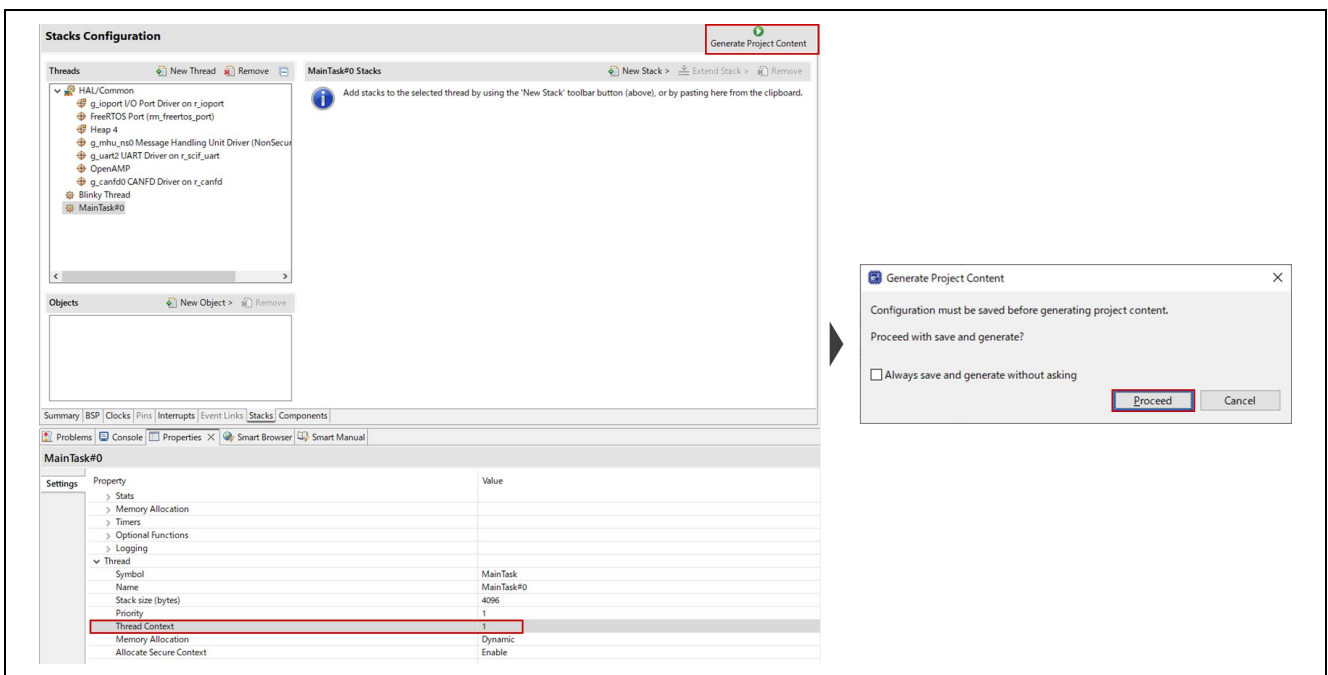 Stacks Configuration
Generate Project Content
Threads
New Thread
Remove
HAL/Common
g_ioport I/O Port Driver on r_ioport
FreeRTOS Port (rm_freertos_port)
Heap 4
g_mhu_ns0 Message Handling Unit Driver (NonSecur
g_uart2 UART Driver on r_scif_uart
OpenAMP
g_canfd0 CANFD Driver on r_canfd
Blinky Thread
MainTask#0
MainTask#0 Stacks
New Stack >
Extend Stack >
Remove
Add stacks to the selected thread by using the 'New Stack' toolbar button (above), or by pasting here from the clipboard.
Objects
New Object >
Remove
Summary BSP Clocks Pins Interrupts Event Links Stacks Components
Problems Console Properties Smart Browser Smart Manual
MainTask#0
Settings
Property Value
Stats
Memory Allocation
Timers
Optional Functions
Logging
Thread
Symbol MainTask
Name MainTask#0
Stack size (bytes) 4096
Priority 1
Thread Context 1
Memory Allocation Dynamic
Allocate Secure Context Enable
Generate Project Content
Configuration must be saved before generating project content.
Proceed with save and generate?
Always save and generate without asking
Proceed Cancel